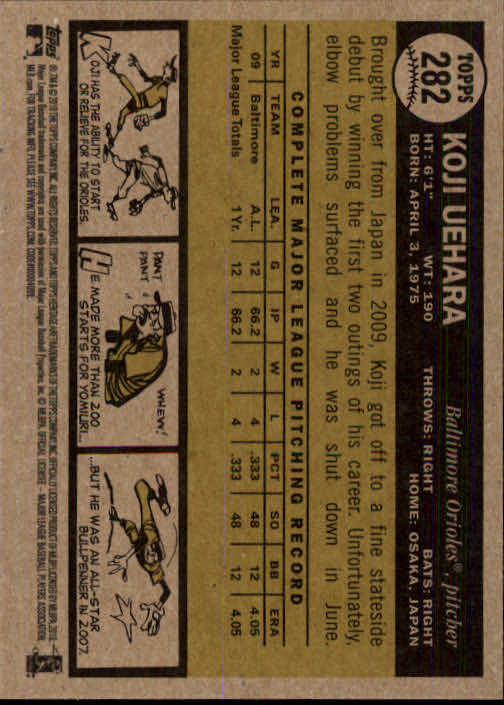 TOPPS
282
KOJI UEHARA
Baltimore Orioles®, pitcher
HT: 6'1" WT: 190 THROWS: RIGHT BATS: RIGHT
BORN: APRIL 3, 1975 HOME: OSAKA, JAPAN
Brought over from Japan in 2009, Koji got off to a fine stateside
debut by winning the first two outings of his career. Unfortunately,
elbow problems surfaced and he was shut down in June.
COMPLETE MAJOR LEAGUE PITCHING RECORD
YR TEAM LEA. G IP W L PCT SO BB ERA
09 Baltimore A.L. 12 66.2 2 4 .333 48 12 4.05
Major League Totals 1 Yr. 12 66.2 2 4 .333 48 12 4.05
KOJI HAS THE ABILITY TO START
OR RELIEVE FOR THE ORIOLES.
PANT
PANT
WHEW!
HE MADE MORE THAN 200
STARTS FOR YOMIURI...
...BUT HE WAS AN ALL-STAR
BULLPENNER IN 2007.
Topps